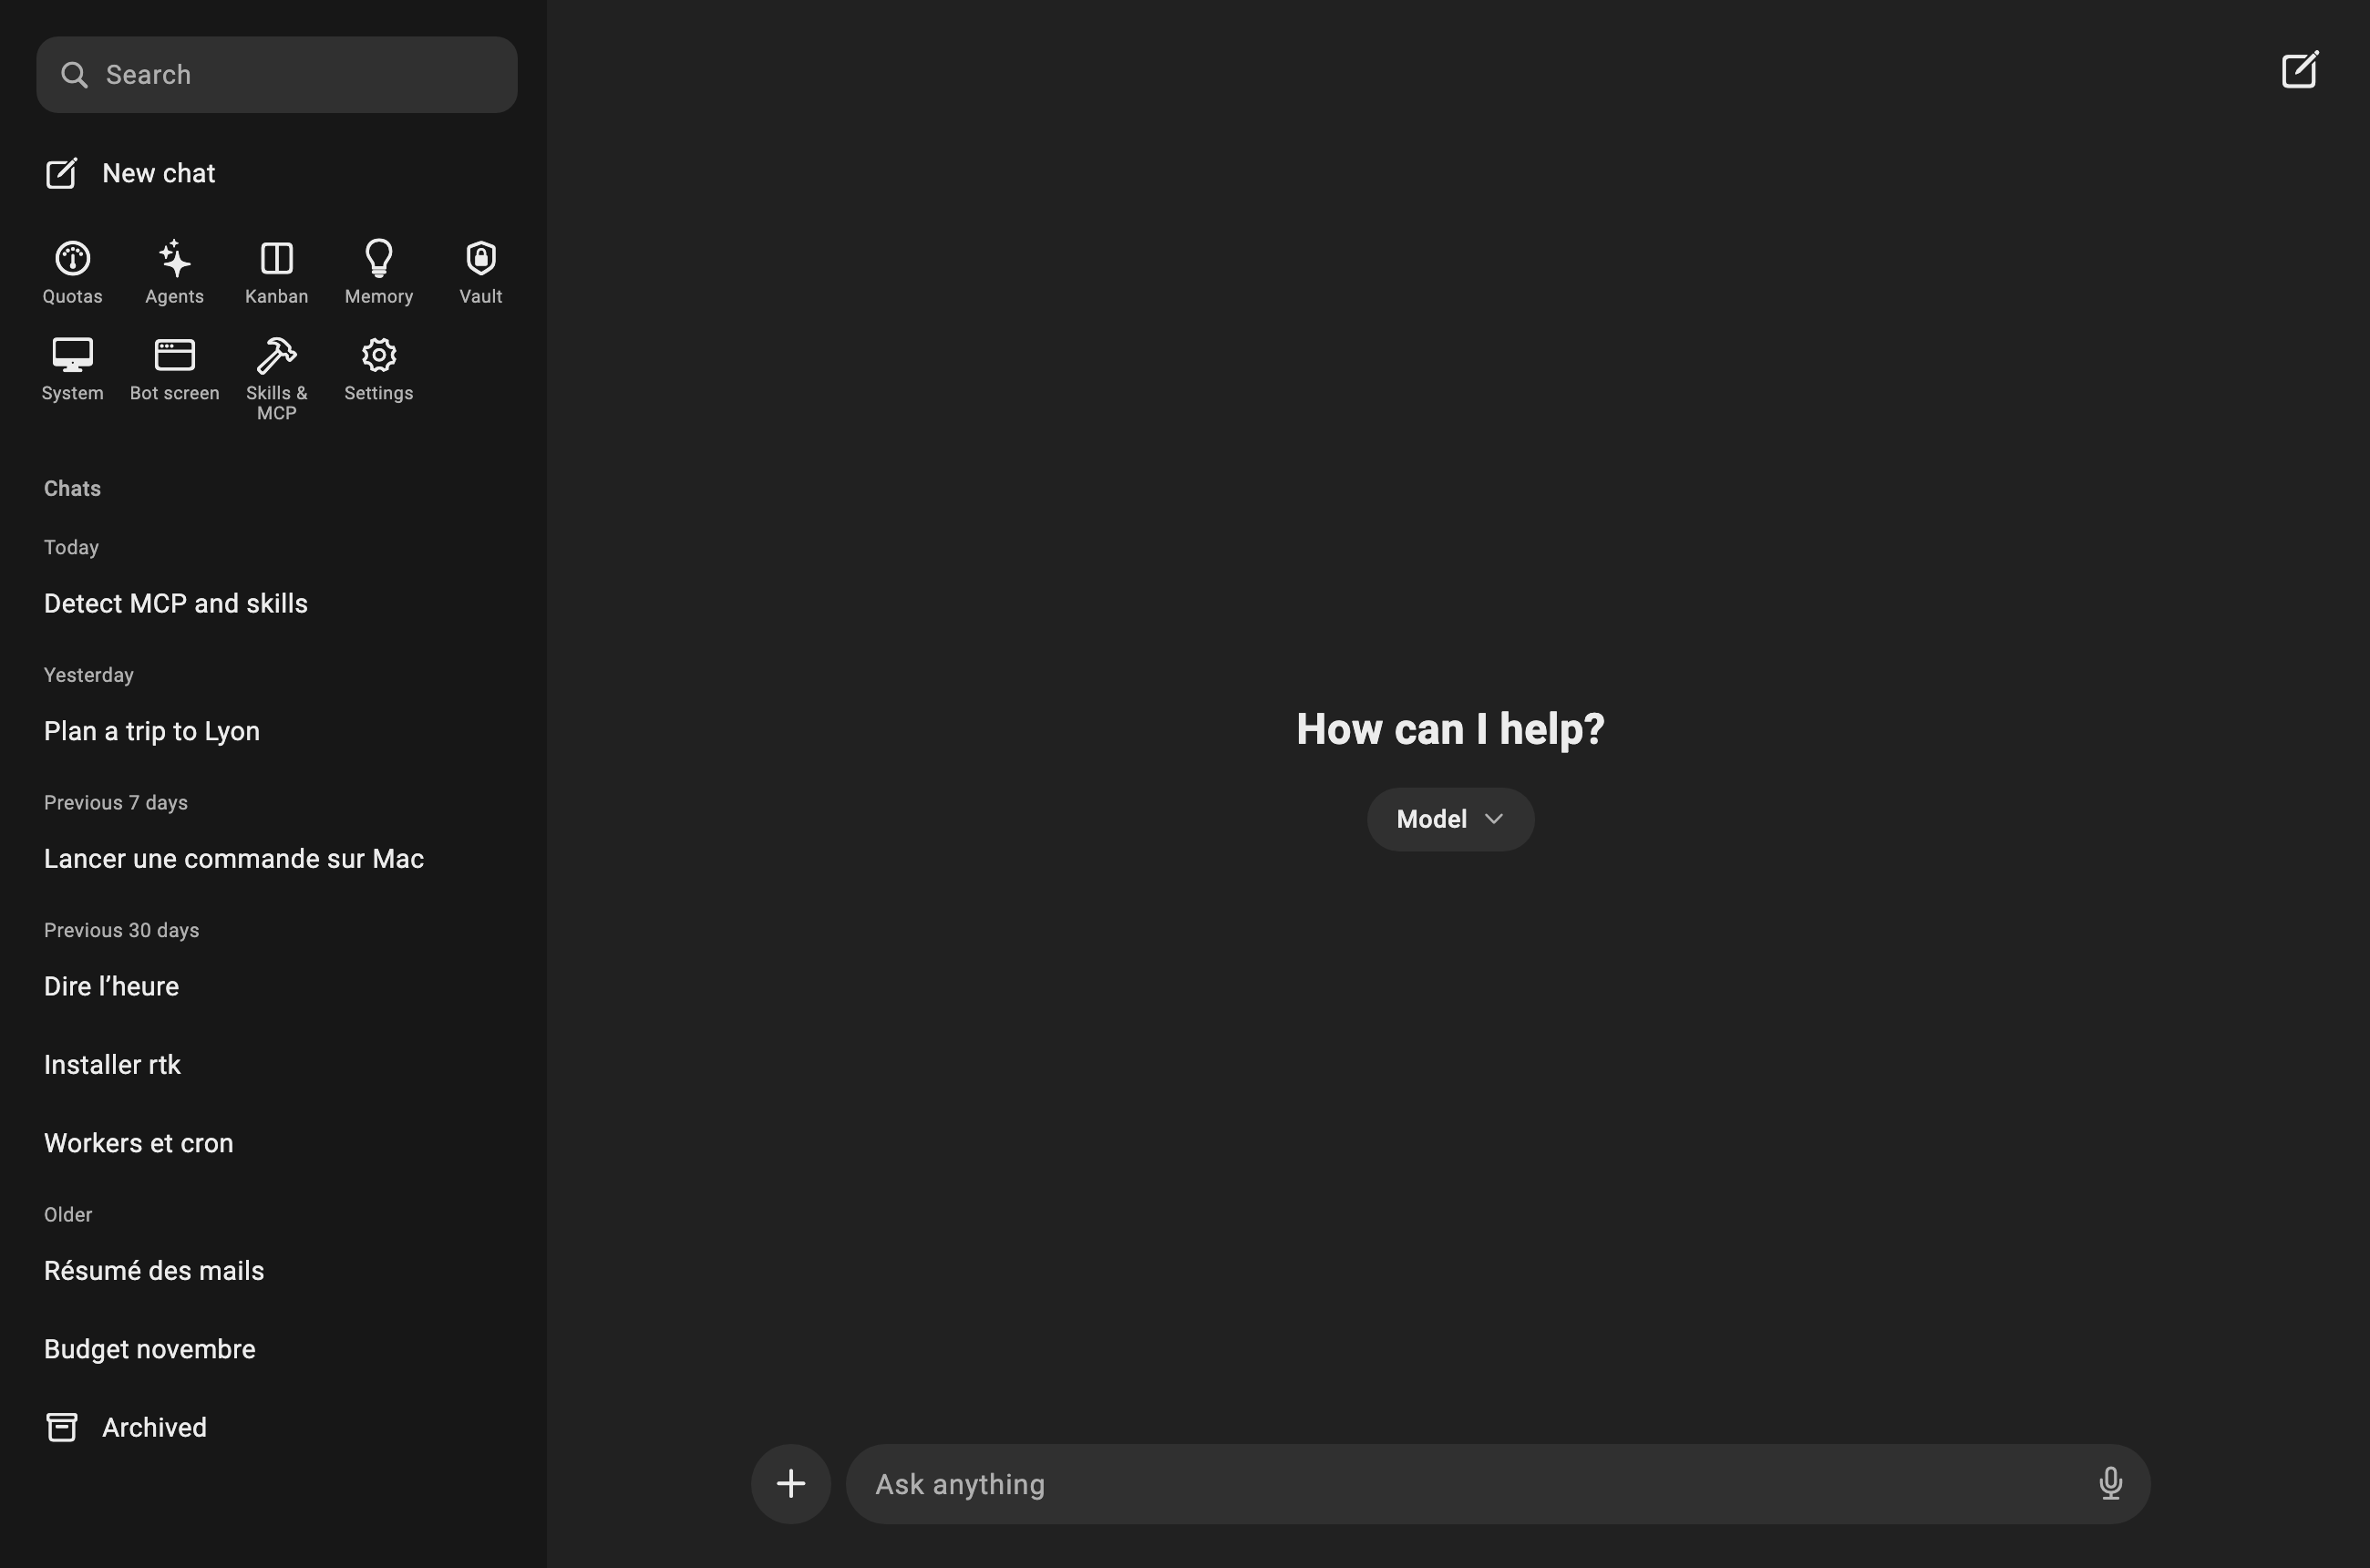 Search
New chat
Quotas
Agents
Kanban
Memory
Vault
System
Bot screen
Skills &
MCP
Settings
Chats
Today
Detect MCP and skills
Yesterday
Plan a trip to Lyon
Previous 7 days
Lancer une commande sur Mac
Previous 30 days
Dire l’heure
Installer rtk
Workers et cron
Older
Résumé des mails
Budget novembre
Archived
How can I help?
Model
Ask anything